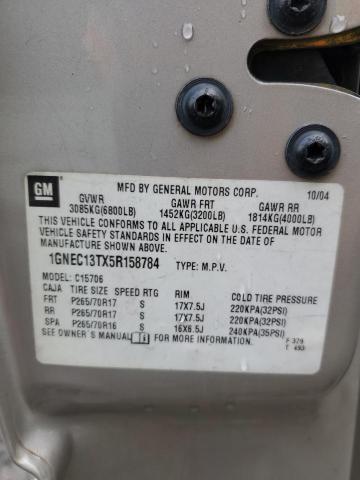 GM
MFD BY GENERAL MOTORS CORP. 10/04
GVWR GAWR FRT GAWR RR
3085KG(6800LB) 1452KG(3200LB) 1814KG(4000LB)
THIS VEHICLE CONFORMS TO ALL APPLICABLE U.S. FEDERAL MOTOR
VEHICLE SAFETY STANDARDS IN EFFECT ON THE DATE OF
MANUFACTURE SHOWN ABOVE.
1GNEC13TX5R158784 TYPE: M.P.V.
MODEL: C15706
CAJA TIRE SIZE SPEED RTG RIM COLD TIRE PRESSURE
FRT P265/70R17 S 17X7.5J 220KPA(32PSI)
RR P265/70R17 S 17X7.5J 220KPA(32PSI)
SPA P265/70R16 S 16X6.5J 240KPA(35PSI)
SEE OWNER'S MANUAL FOR MORE INFORMATION. F 379
T 493